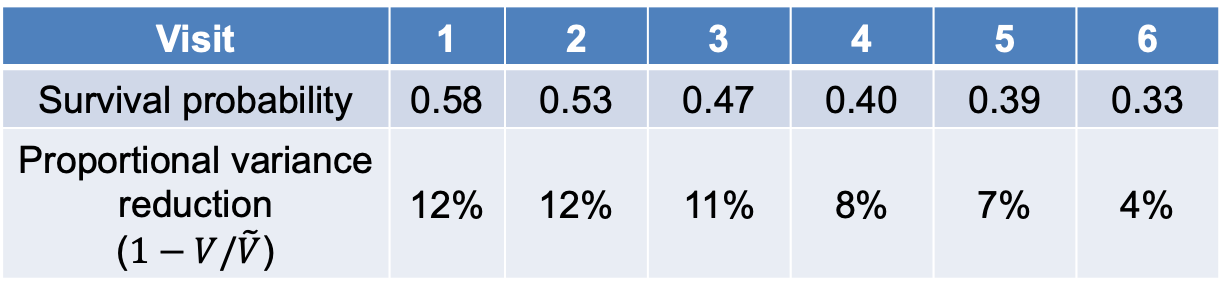 Visit 1 2 3 4 5 6
Survival probability 0.58 0.53 0.47 0.40 0.39 0.33
Proportional variance
reduction 12% 12% 11% 8% 7% 4%
(1 − V/Ṽ)